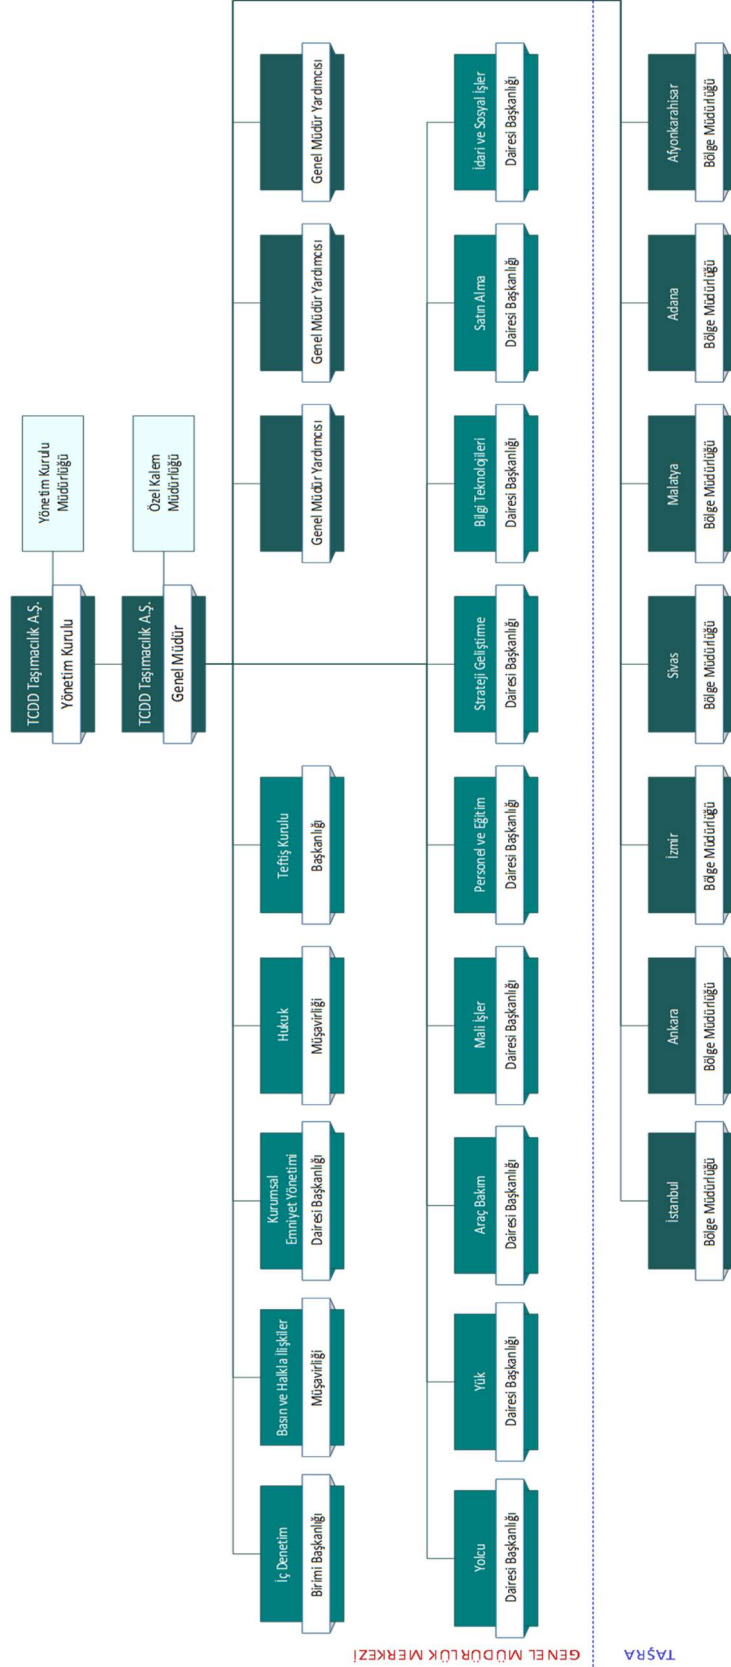 TCDD Taşımacılık A.Ş.
Yönetim Kurulu
Yönetim Kurulu
Müdürlüğü
TCDD Taşımacılık A.Ş.
Genel Müdür
Özel Kalem
Müdürlüğü
İç Denetim
Birimi Başkanlığı
Basın ve Halkla İlişkiler
Müşavirliği
Kurumsal
Emniyet Yönetimi
Dairesi Başkanlığı
Hukuk
Müşavirliği
Teftiş Kurulu
Başkanlığı
Genel Müdür Yardımcısı
Genel Müdür Yardımcısı
Genel Müdür Yardımcısı
GENEL MÜDÜRLÜK MERKEZİ
Yolcu
Dairesi Başkanlığı
Yük
Dairesi Başkanlığı
Araç Bakım
Dairesi Başkanlığı
Mali İşler
Dairesi Başkanlığı
Personel ve Eğitim
Dairesi Başkanlığı
Strateji Geliştirme
Dairesi Başkanlığı
Bilgi Teknolojileri
Dairesi Başkanlığı
Satın Alma
Dairesi Başkanlığı
İdari ve Sosyal İşler
Dairesi Başkanlığı
TAŞRA
İstanbul
Bölge Müdürlüğü
Ankara
Bölge Müdürlüğü
İzmir
Bölge Müdürlüğü
Sivas
Bölge Müdürlüğü
Malatya
Bölge Müdürlüğü
Adana
Bölge Müdürlüğü
Afyonkarahisar
Bölge Müdürlüğü